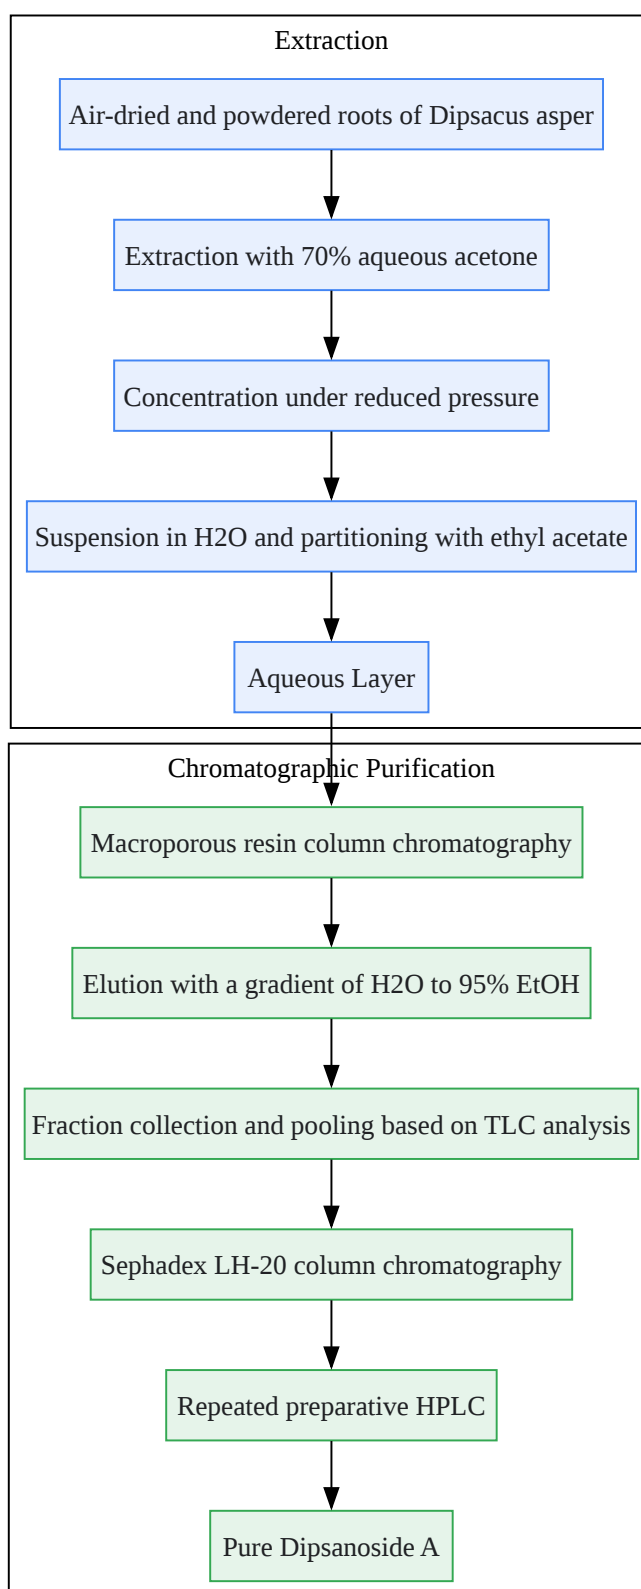 Extraction
Air-dried and powdered roots of Dipsacus asper
Extraction with 70% aqueous acetone
Concentration under reduced pressure
Suspension in H2O and partitioning with ethyl acetate
Aqueous Layer
Chromatographic Purification
Macroporous resin column chromatography
Elution with a gradient of H2O to 95% EtOH
Fraction collection and pooling based on TLC analysis
Sephadex LH-20 column chromatography
Repeated preparative HPLC
Pure Dipsanoside A